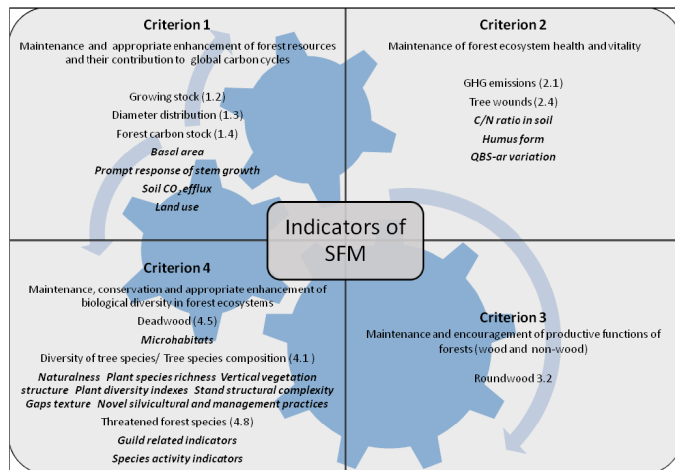 Criterion 1
Maintenance and appropriate enhancement of forest resources
and their contribution to global carbon cycles
Growing stock (1.2)
Diameter distribution (1.3)
Forest carbon stock (1.4)
Basal area
Prompt response of stem growth
Soil CO₂ efflux
Land use
Criterion 2
Maintenance of forest ecosystem health and vitality
GHG emissions (2.1)
Tree wounds (2.4)
C/N ratio in soil
Humus form
QBS-ar variation
Indicators of
SFM
Criterion 4
Maintenance, conservation and appropriate enhancement of
biological diversity in forest ecosystems
Deadwood (4.5)
Microhabitats
Diversity of tree species/ Tree species composition (4.1 )
Naturalness Plant species richness Vertical vegetation
structure Plant diversity indexes Stand structural complexity
Gaps texture Novel silvicultural and management practices
Threatened forest species (4.8)
Guild related indicators
Species activity indicators
Criterion 3
Maintenance and encouragement of productive functions of
forests (wood and non-wood)
Roundwood 3.2